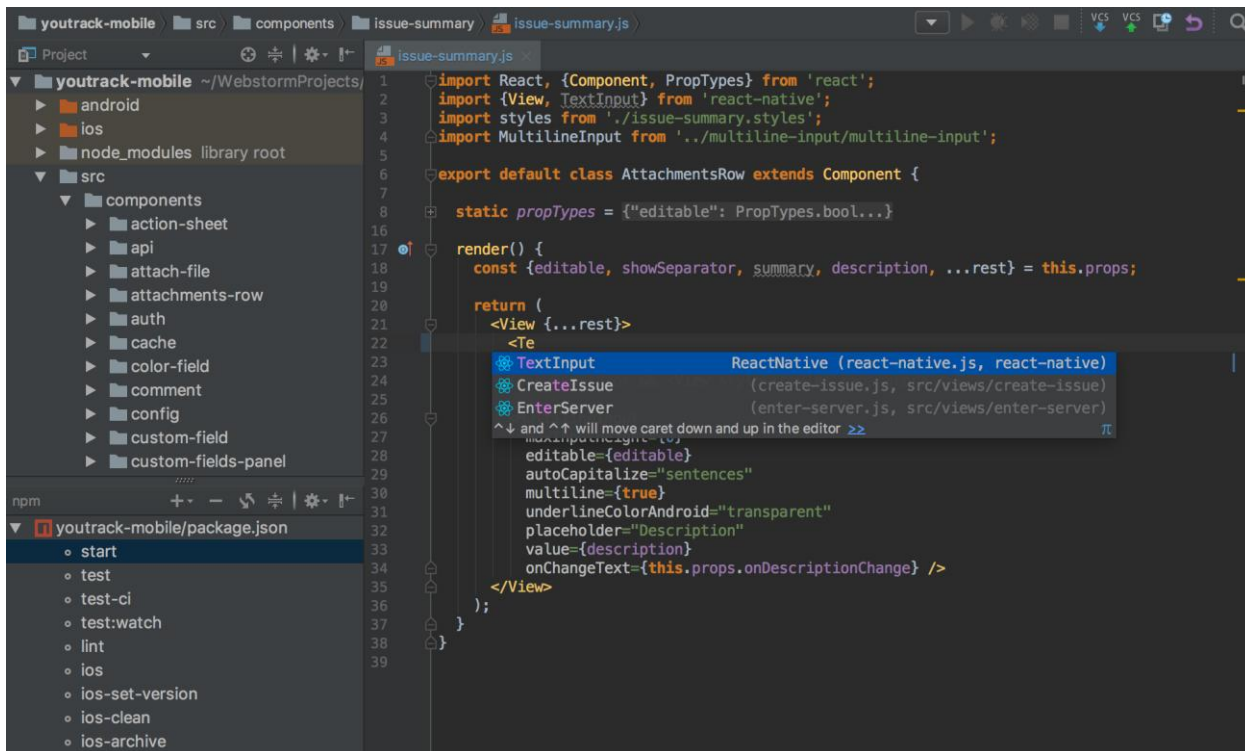 youtrack-mobile src components issue-summary issue-summary.js VCS VCS
Project
issue-summary.js
youtrack-mobile ~/WebstormProjects/
android
ios
node_modules library root
src
components
action-sheet
api
attach-file
attachments-row
auth
cache
color-field
comment
config
custom-field
custom-fields-panel
npm
youtrack-mobile/package.json
start
test
test-ci
test:watch
lint
ios
ios-set-version
ios-clean
ios-archive
1 import React, {Component, PropTypes} from 'react';
2 import {View, TextInput} from 'react-native';
3 import styles from './issue-summary.styles';
4 import MultilineInput from '../multiline-input/multiline-input';
5
6 export default class AttachmentsRow extends Component {
7
8 static propTypes = {"editable": PropTypes.bool...}
16
17 render() {
18 const {editable, showSeparator, summary, description, ...rest} = this.props;
19
20 return (
21 <View {...rest}>
22 <Te
23 TextInput ReactNative (react-native.js, react-native)
24 CreateIssue (create-issue.js, src/views/create-issue)
25 EnterServer (enter-server.js, src/views/enter-server)
26 ^↓ and ^↑ will move caret down and up in the editor >> π
27 maxInputHeight={0}
28 editable={editable}
29 autoCapitalize="sentences"
30 multiline={true}
31 underlineColorAndroid="transparent"
32 placeholder="Description"
33 value={description}
34 onChangeText={this.props.onDescriptionChange} />
35 </View>
36 );
37 }
38 }
39